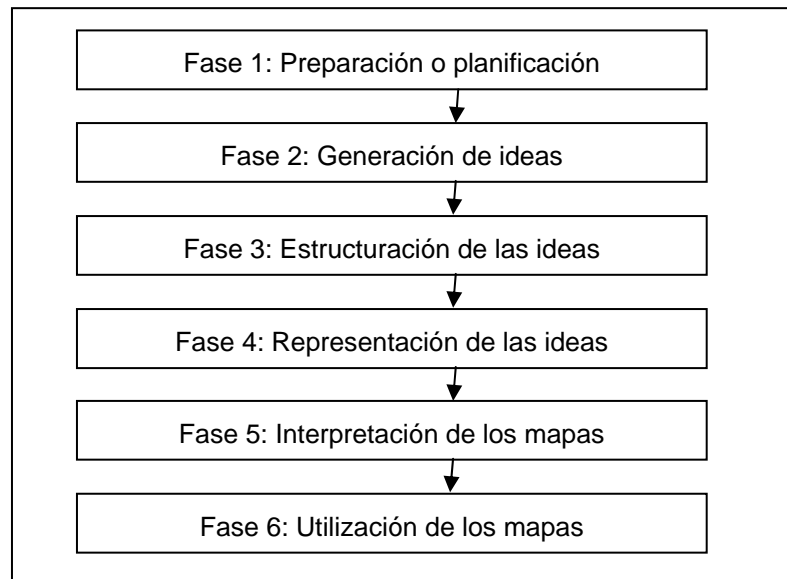 Fase 1: Preparación o planificación
Fase 2: Generación de ideas
Fase 3: Estructuración de las ideas
Fase 4: Representación de las ideas
Fase 5: Interpretación de los mapas
Fase 6: Utilización de los mapas